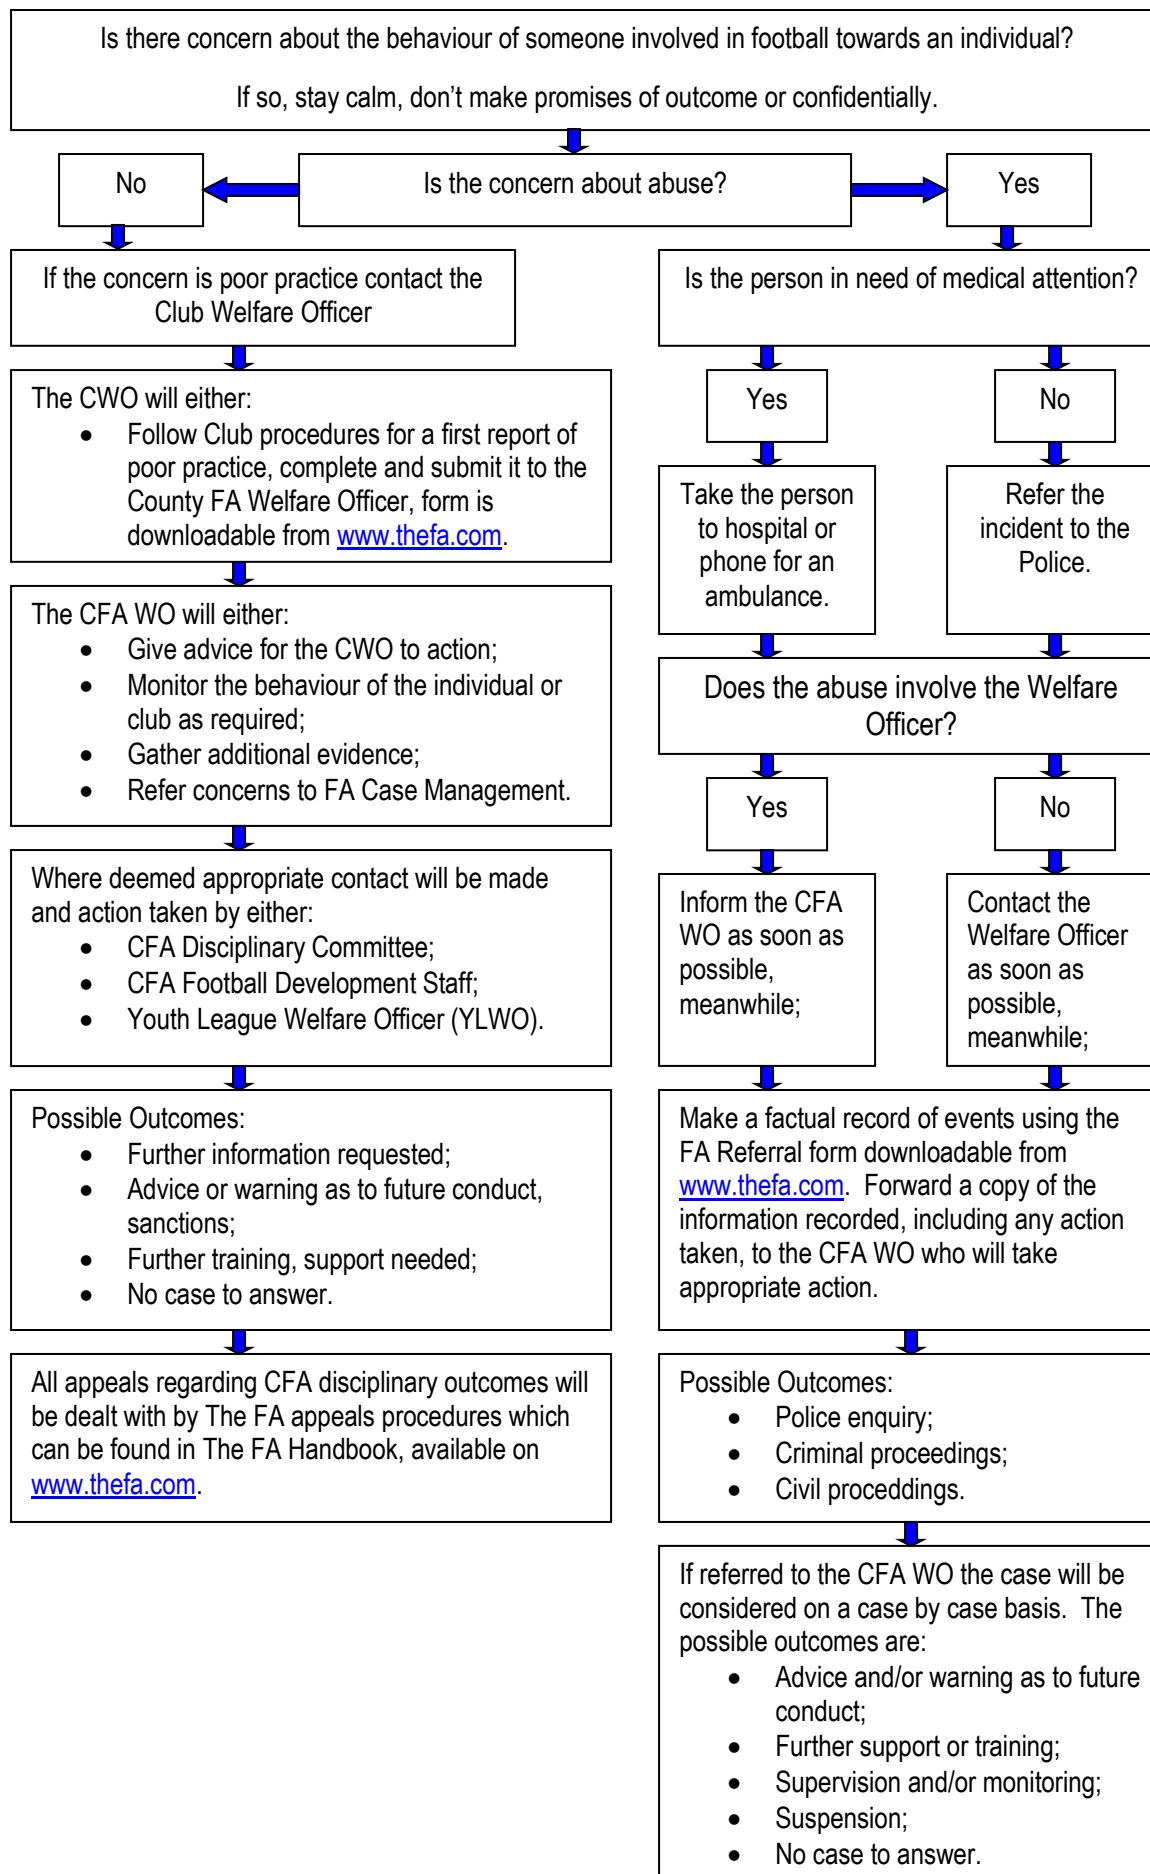 Is there concern about the behaviour of someone involved in football towards an individual?
If so, stay calm, don't make promises of outcome or confidentially.
No
Is the concern about abuse?
Yes
If the concern is poor practice contact the
Club Welfare Officer
The CWO will either:
• Follow Club procedures for a first report of
poor practice, complete and submit it to the
County FA Welfare Officer, form is
downloadable from www.thefa.com.
The CFA WO will either:
• Give advice for the CWO to action;
• Monitor the behaviour of the individual or
club as required;
• Gather additional evidence;
• Refer concerns to FA Case Management.
Where deemed appropriate contact will be made
and action taken by either:
• CFA Disciplinary Committee;
• CFA Football Development Staff;
• Youth League Welfare Officer (YLWO).
Possible Outcomes:
• Further information requested;
• Advice or warning as to future conduct,
sanctions;
• Further training, support needed;
• No case to answer.
All appeals regarding CFA disciplinary outcomes will
be dealt with by The FA appeals procedures which
can be found in The FA Handbook, available on
www.thefa.com.
Is the person in need of medical attention?
Yes
No
Take the person
to hospital or
phone for an
ambulance.
Refer the
incident to the
Police.
Does the abuse involve the Welfare
Officer?
Yes
No
Inform the CFA
WO as soon as
possible,
meanwhile;
Contact the
Welfare Officer
as soon as
possible,
meanwhile;
Make a factual record of events using the
FA Referral form downloadable from
www.thefa.com. Forward a copy of the
information recorded, including any action
taken, to the CFA WO who will take
appropriate action.
Possible Outcomes:
• Police enquiry;
• Criminal proceedings;
• Civil proceddings.
If referred to the CFA WO the case will be
considered on a case by case basis. The
possible outcomes are:
• Advice and/or warning as to future
conduct;
• Further support or training;
• Supervision and/or monitoring;
• Suspension;
• No case to answer.